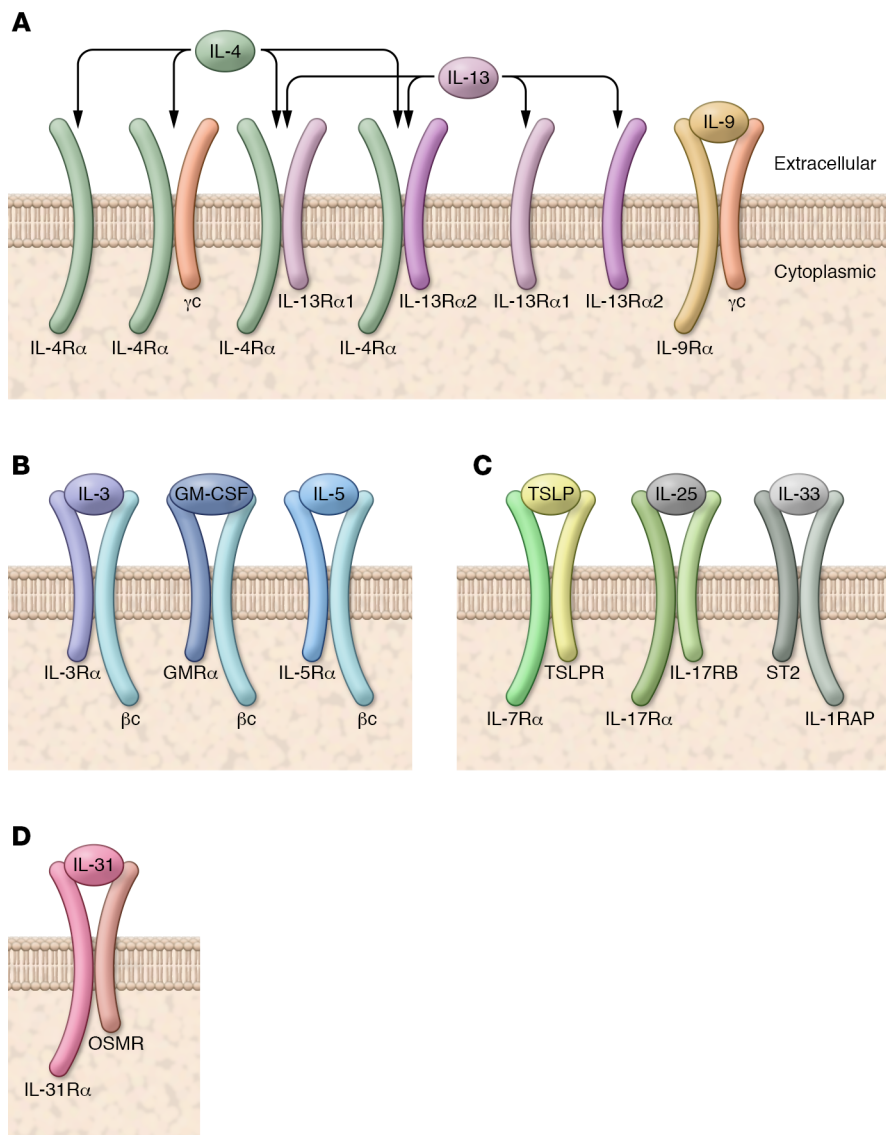 A
IL-4
IL-13
IL-9
Extracellular
Cytoplasmic
γc
IL-13Rα1
IL-13Rα2
IL-13Rα1
IL-13Rα2
γc
IL-4Rα
IL-4Rα
IL-4Rα
IL-4Rα
IL-9Rα
B
IL-3
GM-CSF
IL-5
IL-3Rα
GMRα
IL-5Rα
βc
βc
βc
C
TSLP
IL-25
IL-33
TSLPR
IL-17RB
ST2
IL-7Rα
IL-17Rα
IL-1RAP
D
IL-31
OSMR
IL-31Rα